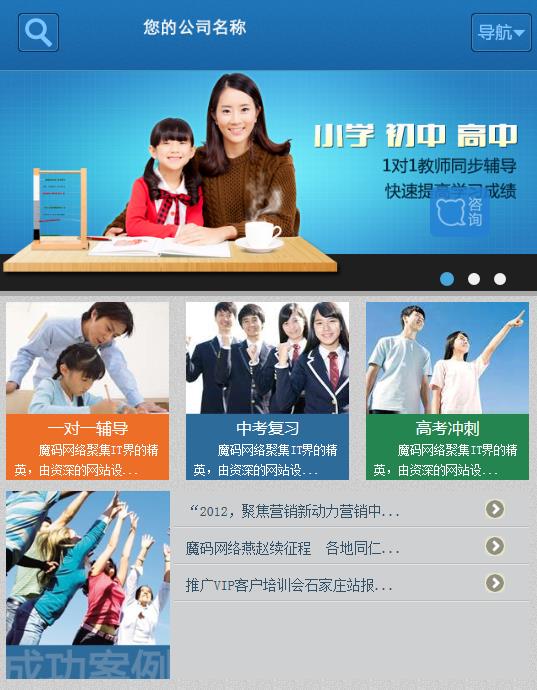 您的公司名称
导航
小学 初中 高中
1对1教师同步辅导
快速提高学习成绩
咨询
一对一辅导
魔码网络聚集IT界的精
英，由资深的网站设...
中考复习
魔码网络聚集IT界的精
英，由资深的网站设...
高考冲刺
魔码网络聚集IT界的精
英，由资深的网站设...
“2012，聚焦营销新动力营销中...
魔码网络燕赵续征程　各地同仁...
推广VIP客户培训会石家庄站报...
成功案例